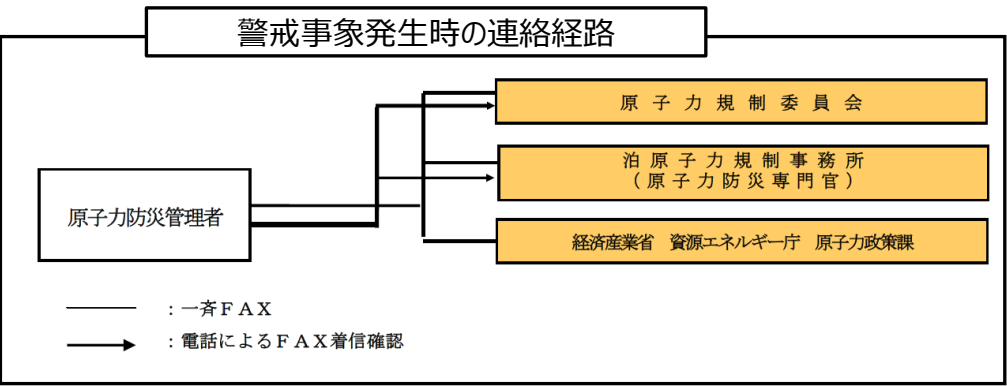 警戒事象発生時の連絡経路
原子力規制委員会
泊原子力規制事務所
（原子力防災専門官）
原子力防災管理者
経済産業省　資源エネルギー庁　原子力政策課
：一斉ＦＡＸ
：電話によるＦＡＸ着信確認